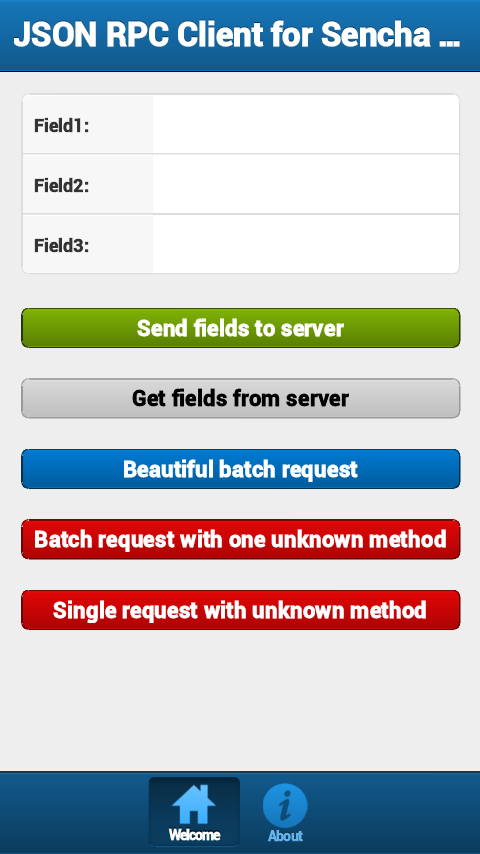 JSON RPC Client for Sencha ...
Field1:
Field2:
Field3:
Send fields to server
Get fields from server
Beautiful batch request
Batch request with one unknown method
Single request with unknown method
Welcome
About